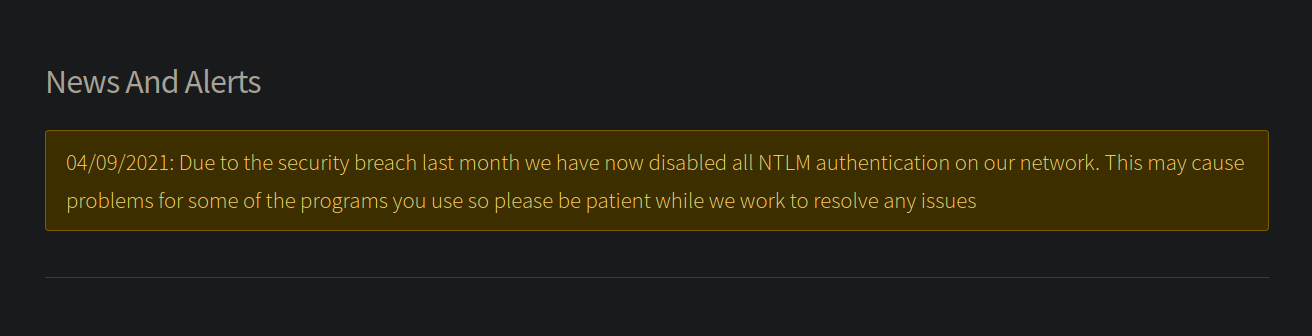 News And Alerts
04/09/2021: Due to the security breach last month we have now disabled all NTLM authentication on our network. This may cause
problems for some of the programs you use so please be patient while we work to resolve any issues